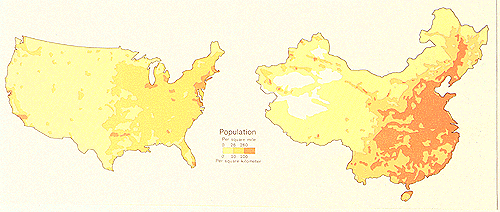 Population
Per square mile
0 26 260
0 10 100
Per square kilometer